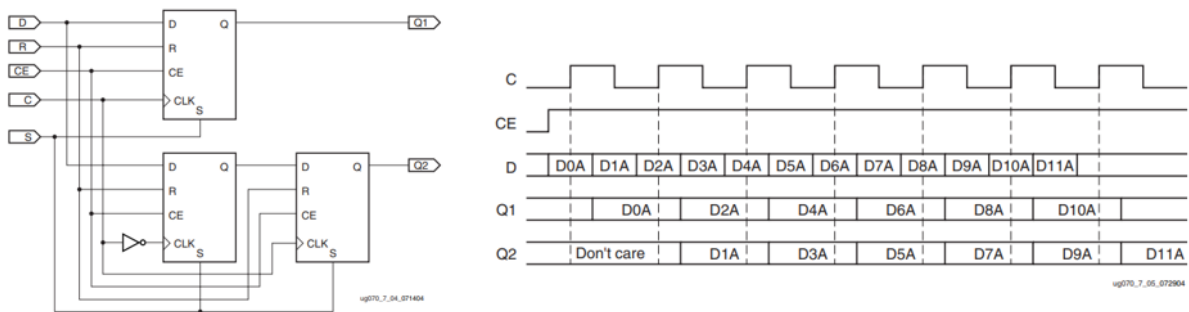 D
R
CE
C
S
D Q
R
CE
CLK
S
Q1
D Q
R
CE
CLK
S
D Q
R
CE
CLK
S
Q2
ug070_7_04_071404
C
CE
D D0A D1A D2A D3A D4A D5A D6A D7A D8A D9A D10A D11A
Q1 D0A D2A D4A D6A D8A D10A
Q2 Don't care D1A D3A D5A D7A D9A D11A
ug070_7_05_072904